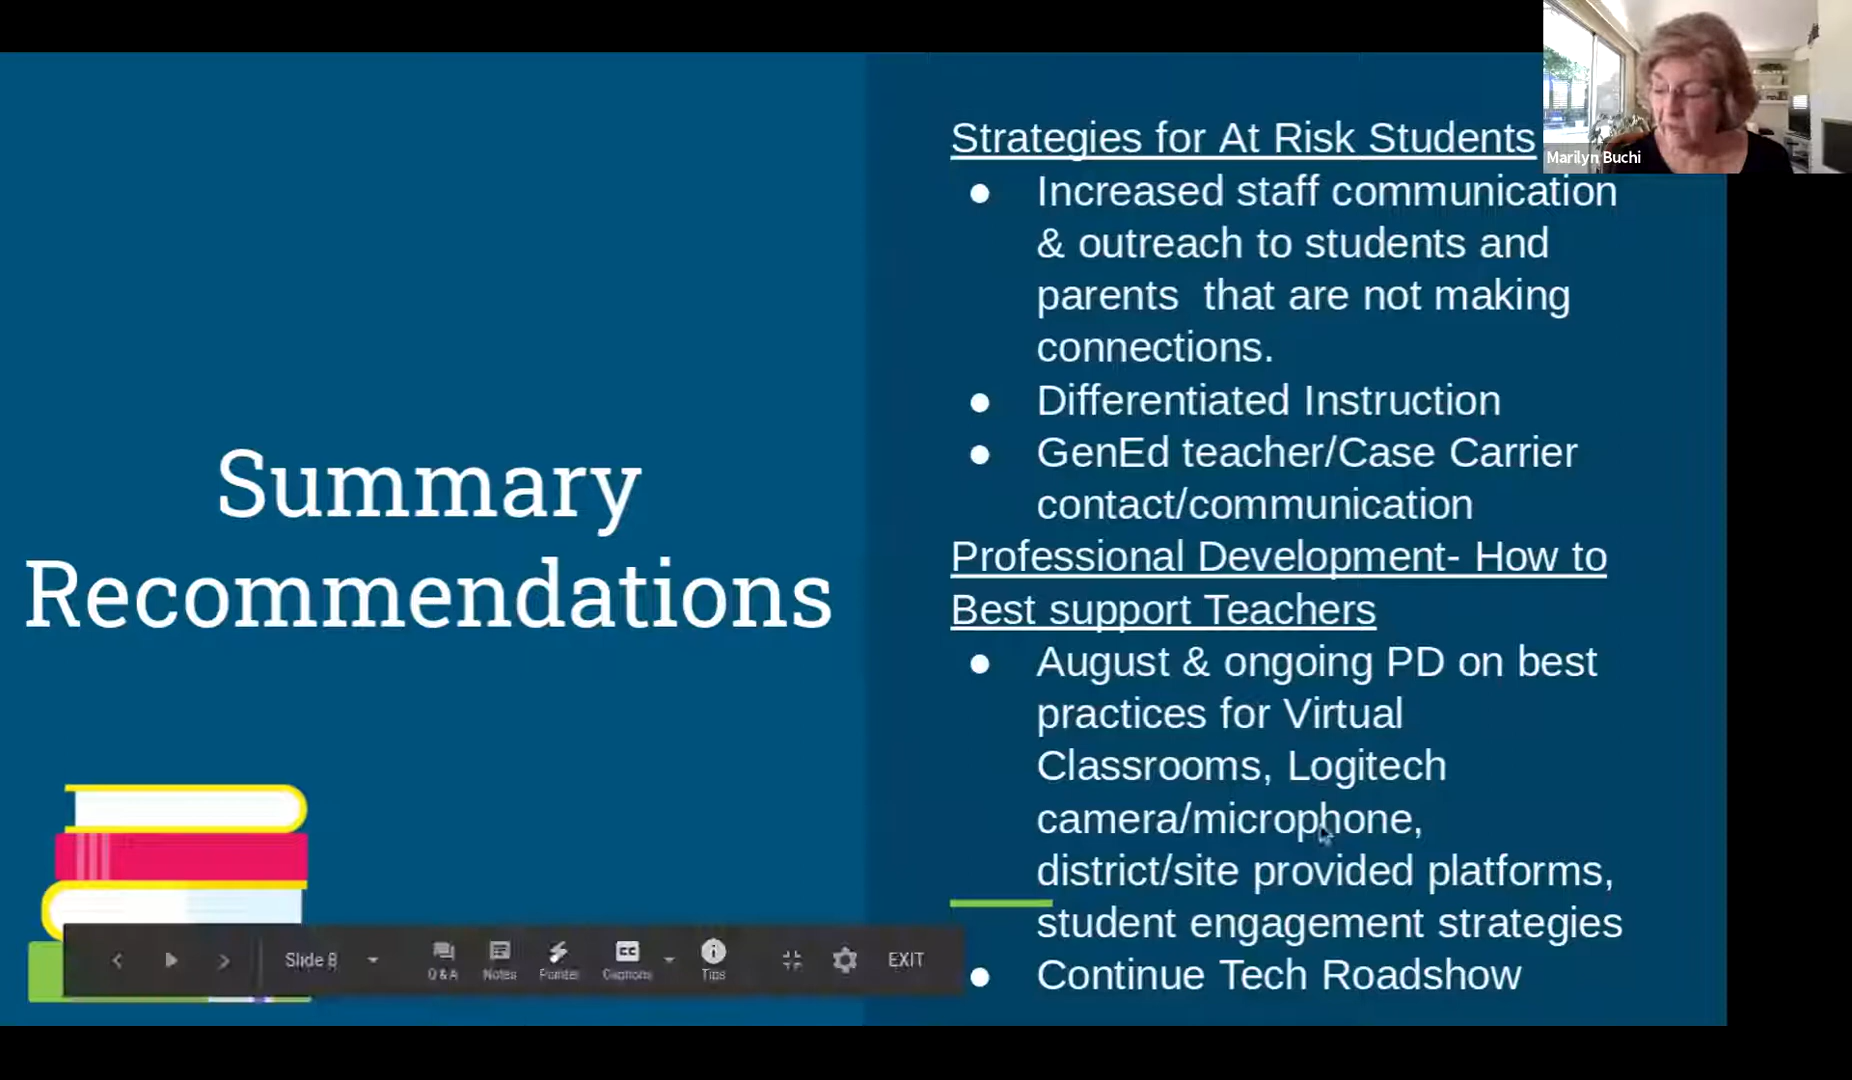 Summary
Recommendations
Strategies for At Risk Students
● Increased staff communication
& outreach to students and
parents  that are not making
connections.
● Differentiated Instruction
● GenEd teacher/Case Carrier
contact/communication
Professional Development- How to
Best support Teachers
● August & ongoing PD on best
practices for Virtual
Classrooms, Logitech
camera/microphone,
district/site provided platforms,
student engagement strategies
● Continue Tech Roadshow
Marilyn Buchi
Slide 8
Q & A
Notes
Pointer
CC
Captions
Tips
EXIT